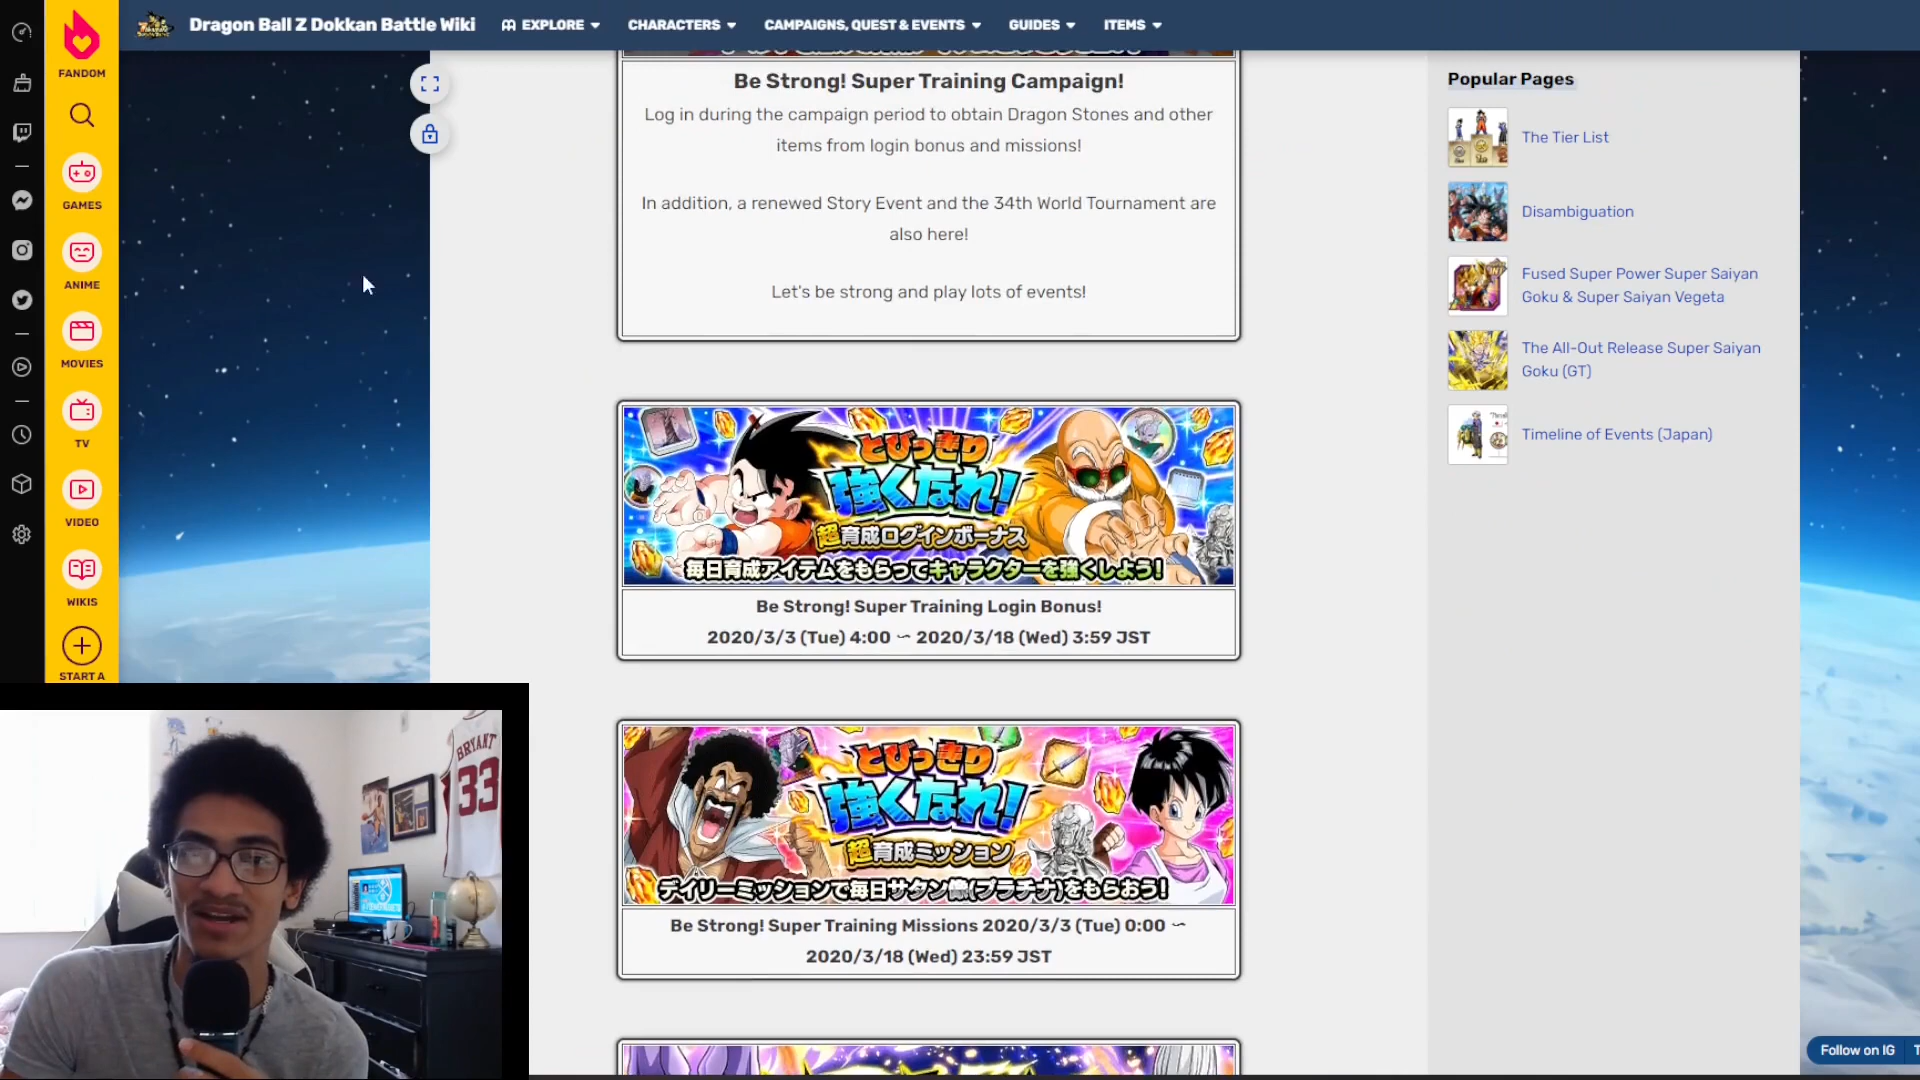 Dragon Ball Z Dokkan Battle Wiki
EXPLORE
CHARACTERS
CAMPAIGNS, QUEST & EVENTS
GUIDES
ITEMS
FANDOM
GAMES
ANIME
MOVIES
TV
VIDEO
WIKIS
START A
Be Strong! Super Training Campaign!
Log in during the campaign period to obtain Dragon Stones and other
items from login bonus and missions!
In addition, a renewed Story Event and the 34th World Tournament are
also here!
Let's be strong and play lots of events!
とびっきり
強くなれ!
超育成ログインボーナス
毎日育成アイテムをもらってキャラクターを強くしよう!
Be Strong! Super Training Login Bonus!
2020/3/3 (Tue) 4:00 ~ 2020/3/18 (Wed) 3:59 JST
とびっきり
強くなれ!
超育成ミッション
デイリーミッションで毎日サタン像(プラチナ)をもらおう!
Be Strong! Super Training Missions 2020/3/3 (Tue) 0:00 ~
2020/3/18 (Wed) 23:59 JST
Popular Pages
The Tier List
Disambiguation
Fused Super Power Super Saiyan
Goku & Super Saiyan Vegeta
The All-Out Release Super Saiyan
Goku (GT)
Timeline of Events (Japan)
Follow on IG
BRYANT
33